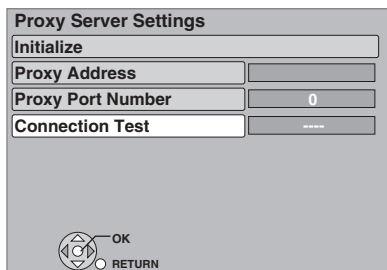 Proxy Server Settings
Initialize
Proxy Address
Proxy Port Number 0
Connection Test ----
OK
RETURN